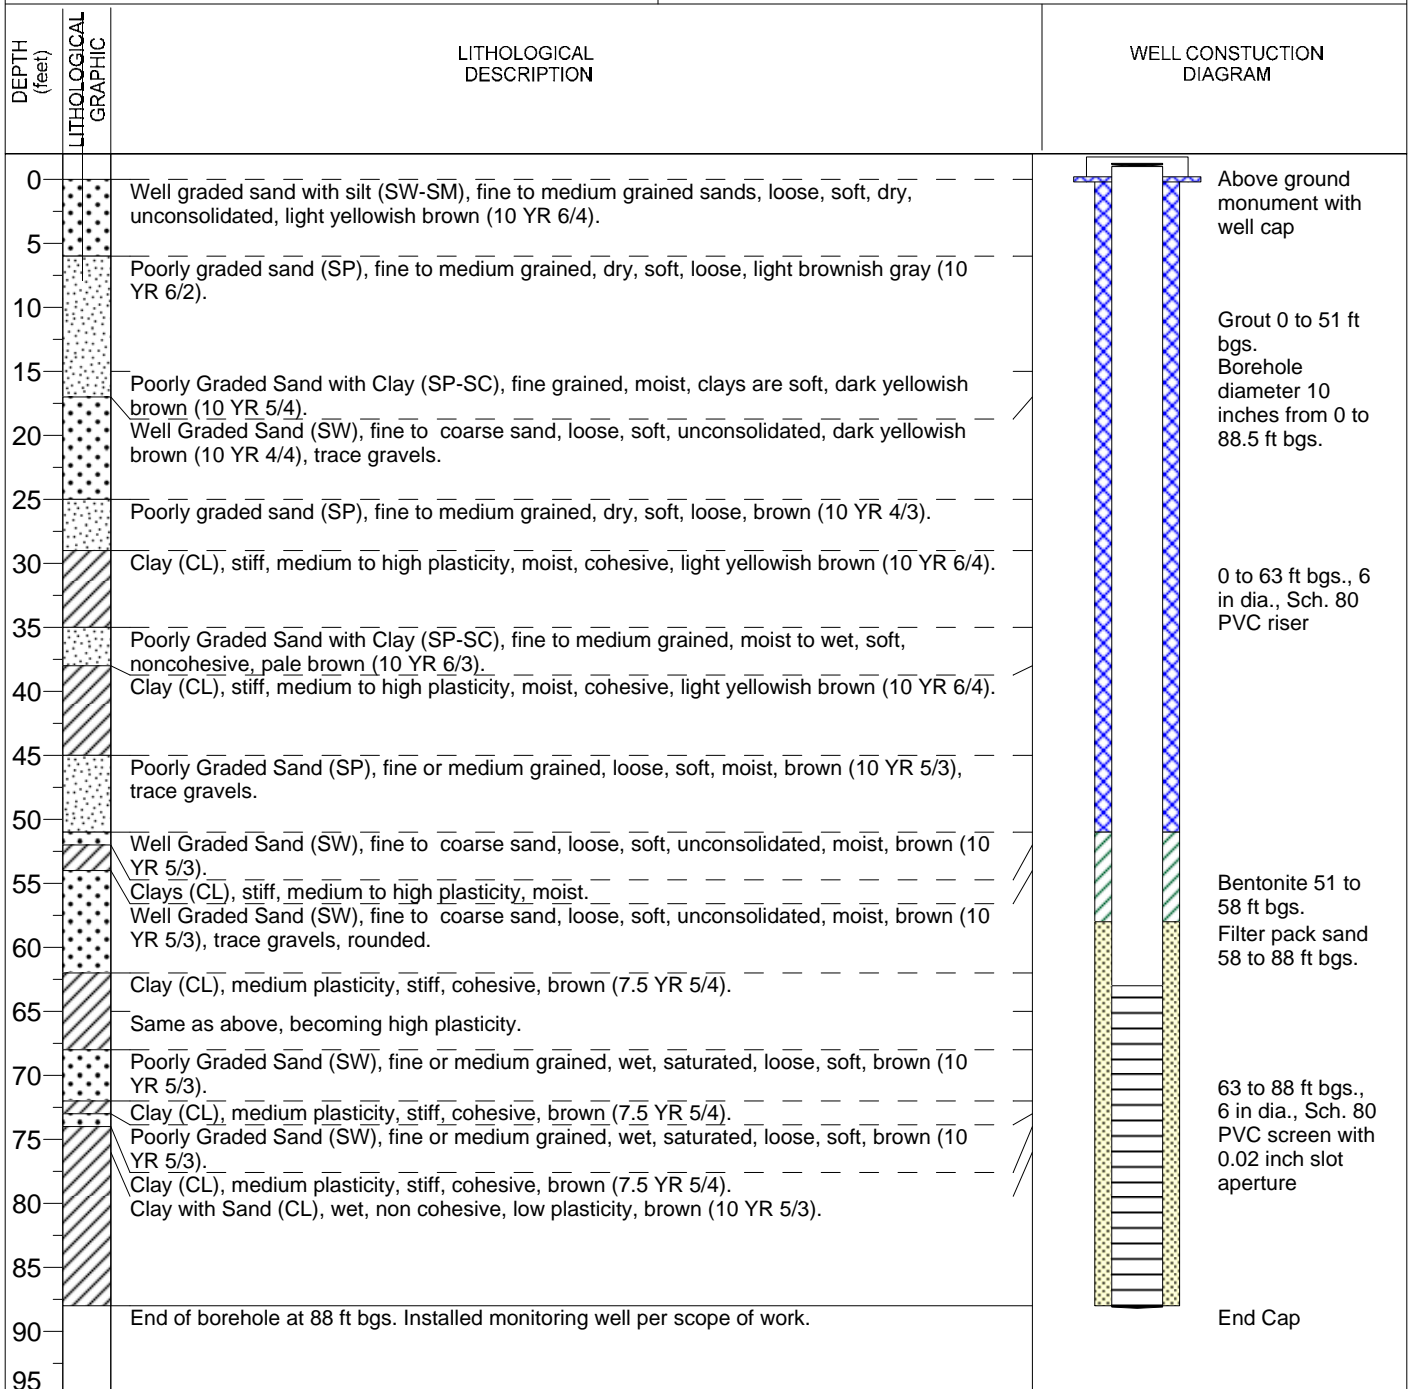 DEPTH
(feet)
LITHOLOGICAL
GRAPHIC
LITHOLOGICAL
DESCRIPTION
WELL CONSTUCTION
DIAGRAM
0
5
10
15
20
25
30
35
40
45
50
55
60
65
70
75
80
85
90
95
Well graded sand with silt (SW-SM), fine to medium grained sands, loose, soft, dry,
unconsolidated, light yellowish brown (10 YR 6/4).
Poorly graded sand (SP), fine to medium grained, dry, soft, loose, light brownish gray (10
YR 6/2).
Poorly Graded Sand with Clay (SP-SC), fine grained, moist, clays are soft, dark yellowish
brown (10 YR 5/4).
Well Graded Sand (SW), fine to  coarse sand, loose, soft, unconsolidated, dark yellowish
brown (10 YR 4/4), trace gravels.
Poorly graded sand (SP), fine to medium grained, dry, soft, loose, brown (10 YR 4/3).
Clay (CL), stiff, medium to high plasticity, moist, cohesive, light yellowish brown (10 YR 6/4).
Poorly Graded Sand with Clay (SP-SC), fine to medium grained, moist to wet, soft,
noncohesive, pale brown (10 YR 6/3).
Clay (CL), stiff, medium to high plasticity, moist, cohesive, light yellowish brown (10 YR 6/4).
Poorly Graded Sand (SP), fine or medium grained, loose, soft, moist, brown (10 YR 5/3),
trace gravels.
Well Graded Sand (SW), fine to  coarse sand, loose, soft, unconsolidated, moist, brown (10
YR 5/3).
Clays (CL), stiff, medium to high plasticity, moist.
Well Graded Sand (SW), fine to  coarse sand, loose, soft, unconsolidated, moist, brown (10
YR 5/3), trace gravels, rounded.
Clay (CL), medium plasticity, stiff, cohesive, brown (7.5 YR 5/4).
Same as above, becoming high plasticity.
Poorly Graded Sand (SW), fine or medium grained, wet, saturated, loose, soft, brown (10
YR 5/3).
Clay (CL), medium plasticity, stiff, cohesive, brown (7.5 YR 5/4).
Poorly Graded Sand (SW), fine or medium grained, wet, saturated, loose, soft, brown (10
YR 5/3).
Clay (CL), medium plasticity, stiff, cohesive, brown (7.5 YR 5/4).
Clay with Sand (CL), wet, non cohesive, low plasticity, brown (10 YR 5/3).
End of borehole at 88 ft bgs. Installed monitoring well per scope of work.
Above ground
monument with
well cap
Grout 0 to 51 ft
bgs.
Borehole
diameter 10
inches from 0 to
88.5 ft bgs.
0 to 63 ft bgs., 6
in dia., Sch. 80
PVC riser
Bentonite 51 to
58 ft bgs.
Filter pack sand
58 to 88 ft bgs.
63 to 88 ft bgs.,
6 in dia., Sch. 80
PVC screen with
0.02 inch slot
aperture
End Cap